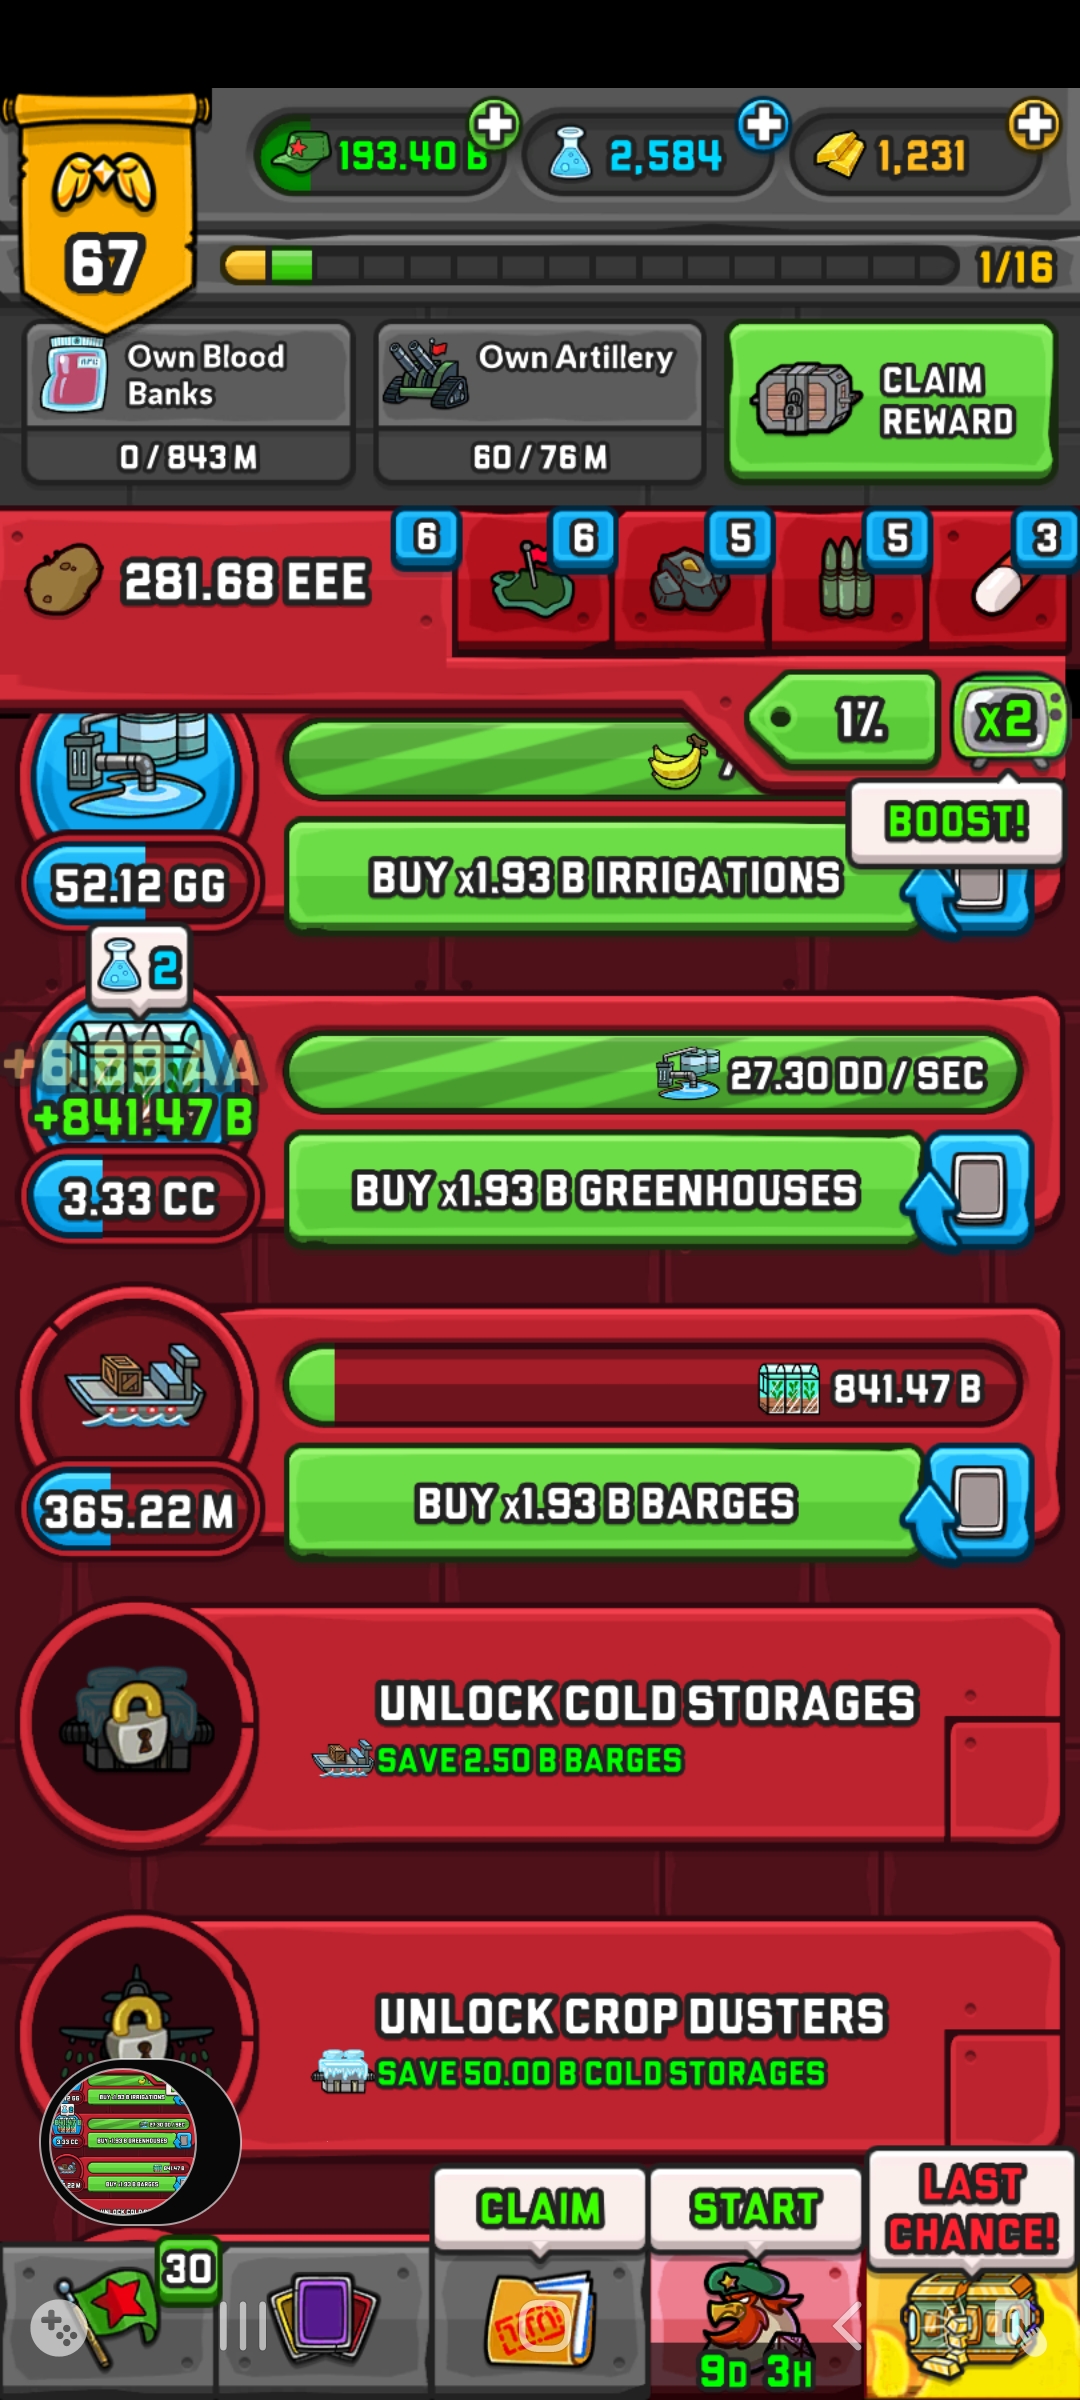 193.40 B
2,584
1,231
67
1/16
Own Blood
Banks
0 / 843 M
Own Artillery
60 / 76 M
CLAIM
REWARD
281.68 EEE
6
6
5
5
3
1%
x2
BOOST!
52.12 GG
BUY x1.93 B IRRIGATIONS
2
+6.99 AA
+841.47 B
27.30 DD / SEC
3.33 CC
BUY x1.93 B GREENHOUSES
841.47 B
365.22 M
BUY x1.93 B BARGES
UNLOCK COLD STORAGES
SAVE 2.50 B BARGES
UNLOCK CROP DUSTERS
SAVE 50.00 B COLD STORAGES
CLAIM
START
LAST
CHANCE!
30
9D 3H